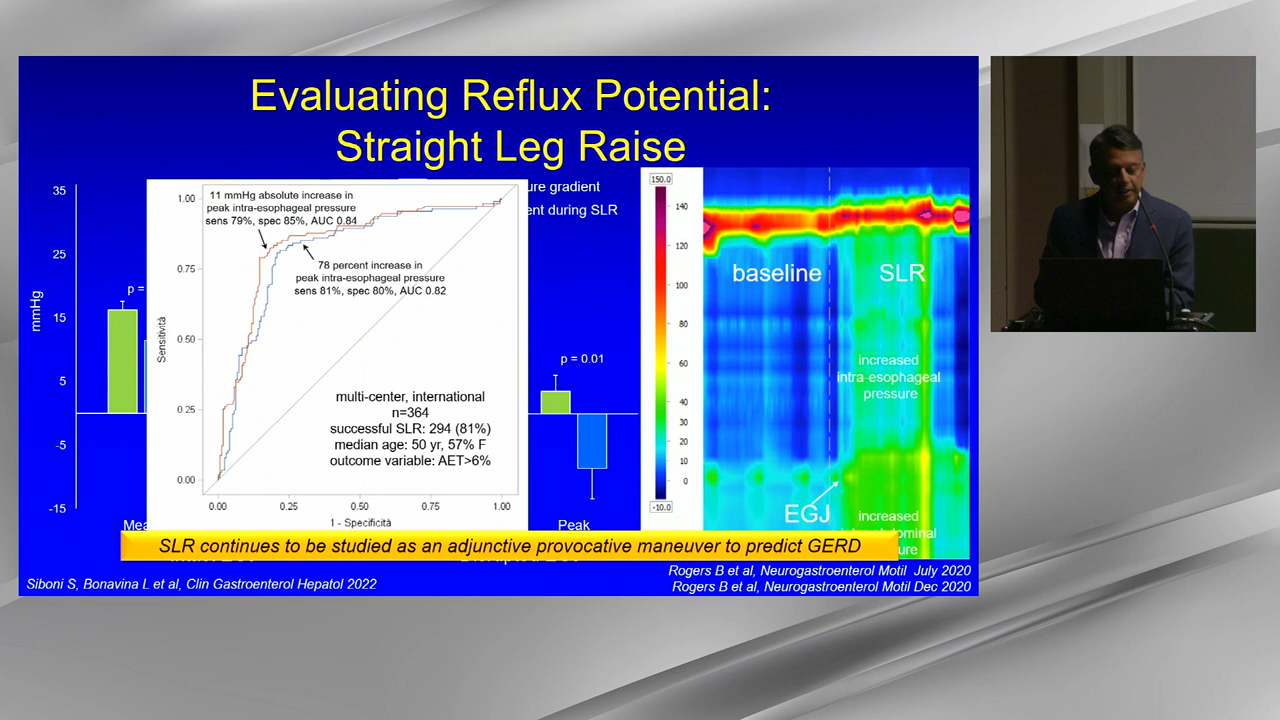 Evaluating Reflux Potential:
Straight Leg Raise
35
25
15
5
-5
-15
mmHg
p =
ure gradient
ent during SLR
p = 0.01
Peak
11 mmHg absolute increase in
peak intra-esophageal pressure
sens 79%, spec 85%, AUC 0.84
78 percent increase in
peak intra-esophageal pressure
sens 81%, spec 80%, AUC 0.82
multi-center, international
n=364
successful SLR: 294 (81%)
median age: 50 yr, 57% F
outcome variable: AET>6%
1.00
0.75
0.50
0.25
0.00
Sensitività
0.00 0.25 0.50 0.75 1.00
1 - Specificità
150.0
140
120
100
80
60
40
30
20
10
0
-10.0
baseline
SLR
increased
intra-esophageal
pressure
EGJ
increased
SLR continues to be studied as an adjunctive provocative maneuver to predict GERD
Siboni S, Bonavina L et al, Clin Gastroenterol Hepatol 2022
Rogers B et al, Neurogastroenterol Motil July 2020
Rogers B et al, Neurogastroenterol Motil Dec 2020